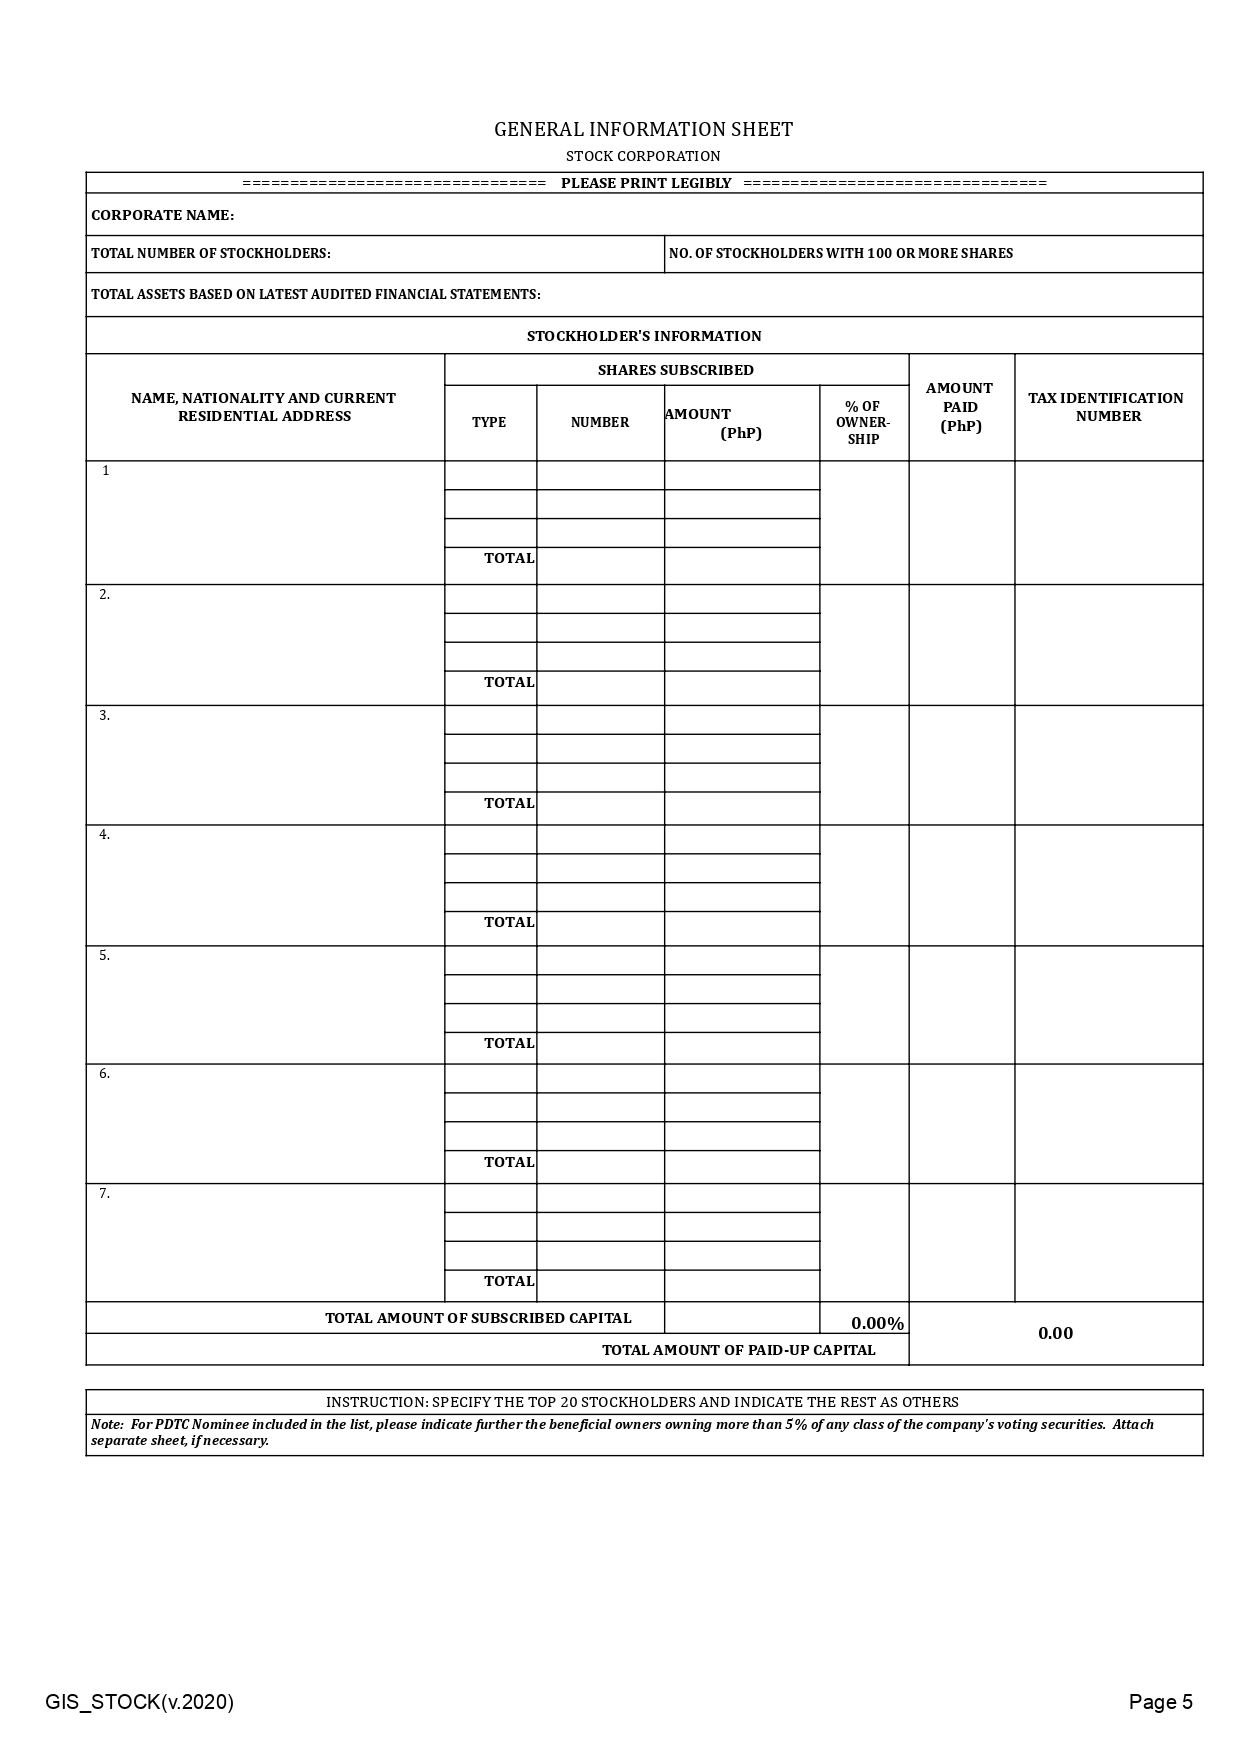 GENERAL INFORMATION SHEET
STOCK CORPORATION
================================ PLEASE PRINT LEGIBLY ================================
CORPORATE NAME:
TOTAL NUMBER OF STOCKHOLDERS: NO. OF STOCKHOLDERS WITH 100 OR MORE SHARES
TOTAL ASSETS BASED ON LATEST AUDITED FINANCIAL STATEMENTS:
STOCKHOLDER'S INFORMATION
NAME, NATIONALITY AND CURRENT
RESIDENTIAL ADDRESS
SHARES SUBSCRIBED
TYPE
NUMBER
AMOUNT
(PhP)
% OF
OWNER-
SHIP
AMOUNT
PAID
(PhP)
TAX IDENTIFICATION
NUMBER
1
TOTAL
2.
TOTAL
3.
TOTAL
4.
TOTAL
5.
TOTAL
6.
TOTAL
7.
TOTAL
TOTAL AMOUNT OF SUBSCRIBED CAPITAL 0.00%
0.00
TOTAL AMOUNT OF PAID-UP CAPITAL
INSTRUCTION: SPECIFY THE TOP 20 STOCKHOLDERS AND INDICATE THE REST AS OTHERS
Note: For PDTC Nominee included in the list, please indicate further the beneficial owners owning more than 5% of any class of the company's voting securities. Attach
separate sheet, if necessary.
GIS_STOCK(v.2020) Page 5